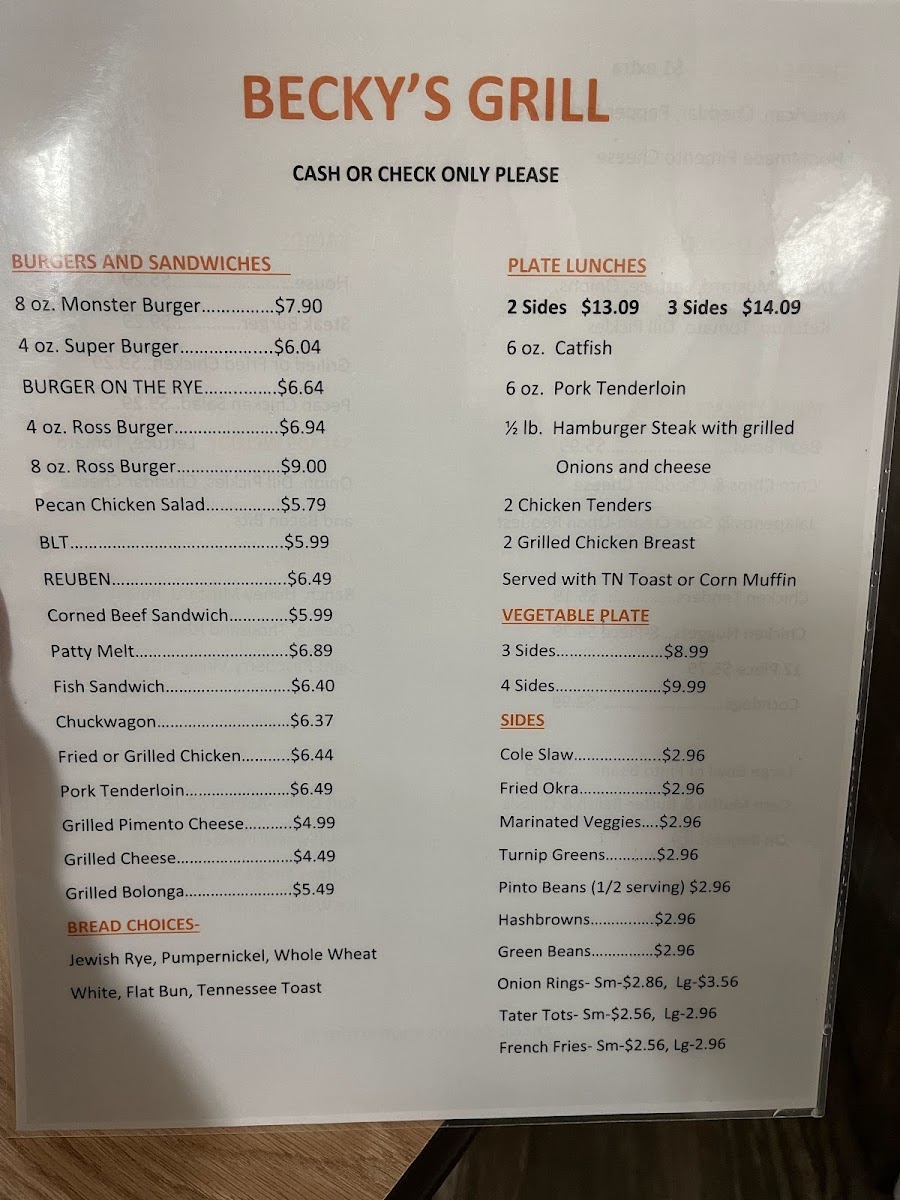 BECKY'S GRILL
CASH OR CHECK ONLY PLEASE
BURGERS AND SANDWICHES
8 oz. Monster Burger...............$7.90
4 oz. Super Burger....................$6.04
BURGER ON THE RYE...............$6.64
4 oz. Ross Burger......................$6.94
8 oz. Ross Burger......................$9.00
Pecan Chicken Salad................$5.79
BLT.............................................$5.99
REUBEN.....................................$6.49
Corned Beef Sandwich.............$5.99
Patty Melt.................................$6.89
Fish Sandwich...........................$6.40
Chuckwagon.............................$6.37
Fried or Grilled Chicken...........$6.44
Pork Tenderloin.......................$6.49
Grilled Pimento Cheese...........$4.99
Grilled Cheese.........................$4.49
Grilled Bolonga.......................$5.49
BREAD CHOICES-
Jewish Rye, Pumpernickel, Whole Wheat
White, Flat Bun, Tennessee Toast
PLATE LUNCHES
2 Sides $13.09 3 Sides $14.09
6 oz. Catfish
6 oz. Pork Tenderloin
½ lb. Hamburger Steak with grilled
Onions and cheese
2 Chicken Tenders
2 Grilled Chicken Breast
Served with TN Toast or Corn Muffin
VEGETABLE PLATE
3 Sides.......................$8.99
4 Sides.......................$9.99
SIDES
Cole Slaw....................$2.96
Fried Okra..................$2.96
Marinated Veggies....$2.96
Turnip Greens............$2.96
Pinto Beans (1/2 serving) $2.96
Hashbrowns...............$2.96
Green Beans...............$2.96
Onion Rings- Sm-$2.86, Lg-$3.56
Tater Tots- Sm-$2.56, Lg-2.96
French Fries- Sm-$2.56, Lg-2.96